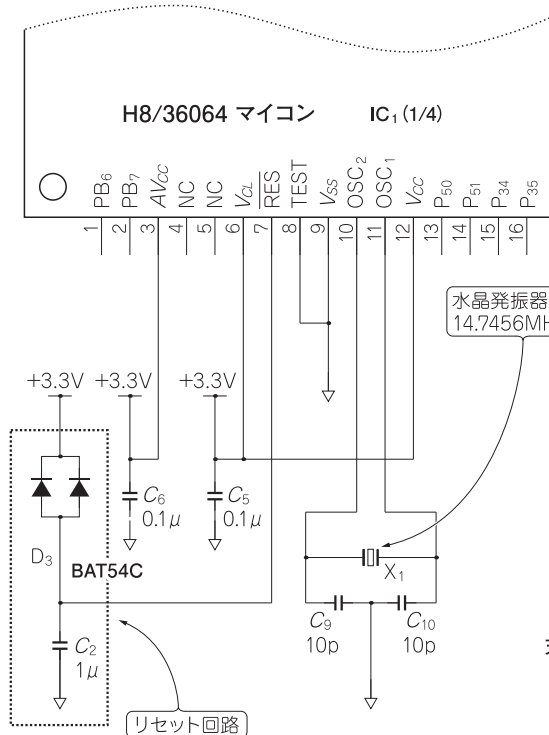 H8/36064 マイコン IC₁ (1/4)
PB₆
PB₇
AVCC
NC
NC
VCL
RES
TEST
VSS
OSC₂
OSC₁
VCC
P₅₀
P₅₁
P₃₄
P₃₅
1 2 3 4 5 6 7 8 9 10 11 12 13 14 15 16
水晶発振器
14.7456MH
+3.3V +3.3V +3.3V
C₆
0.1μ
C₅
0.1μ
D₃
BAT54C
X₁
C₉
10p
C₁₀
10p
C₂
1μ
リセット回路